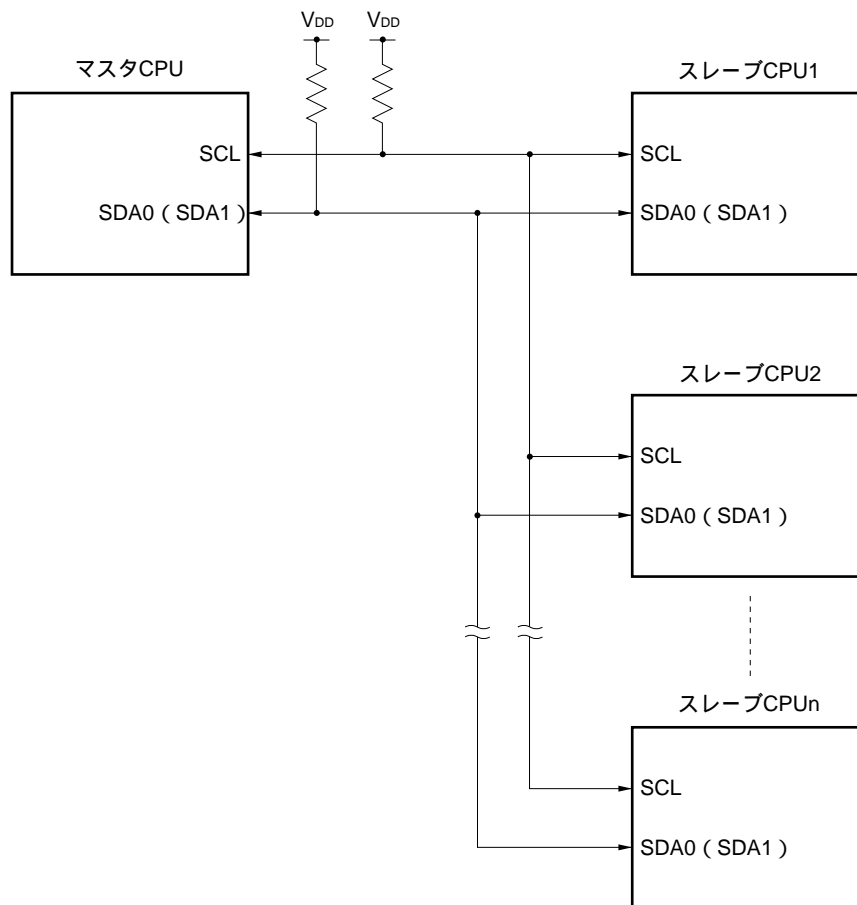 VDD
VDD
マスタCPU
スレーブCPU1
SCL
SCL
SDA0（SDA1）
SDA0（SDA1）
スレーブCPU2
SCL
SDA0（SDA1）
スレーブCPUn
SCL
SDA0（SDA1）